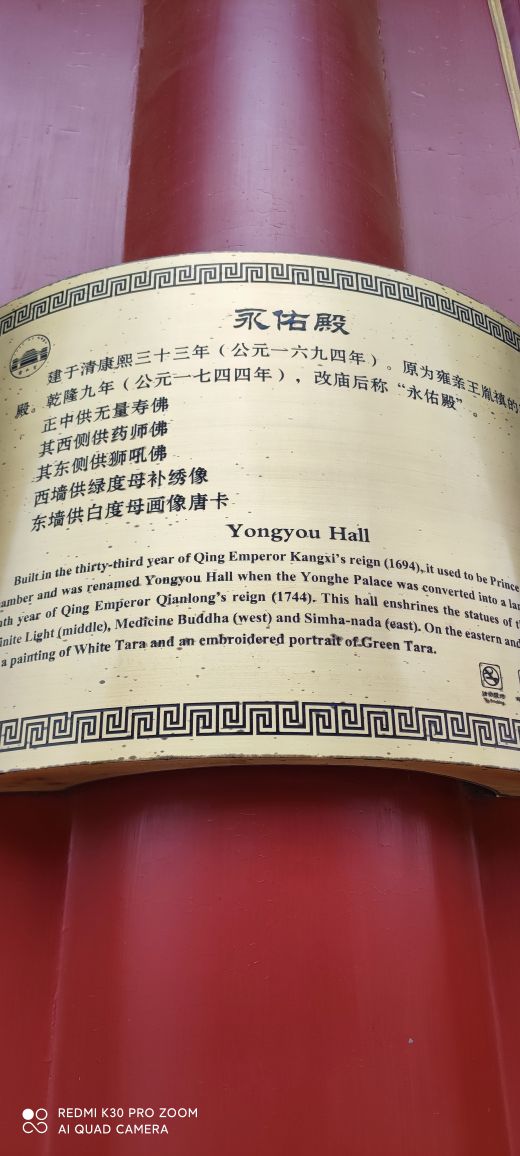 永佑殿
建于清康熙三十三年（公元一六九四年）。原为雍亲王胤禛的
殿。乾隆九年（公元一七四四年），改庙后称“永佑殿”。
正中供无量寿佛
其西侧供药师佛
其东侧供狮吼佛
西墙供绿度母补绣像
东墙供白度母画像唐卡
Yongyou Hall
Built in the thirty-third year of Qing Emperor Kangxi's reign (1694), it used to be Prince
and was renamed Yongyou Hall when the Yonghe Palace was converted into a
year of Qing Emperor Qianlong's reign (1744). This hall enshrines the statues of
Light (middle), Medicine Buddha (west) and Simha-nada (east). On the eastern and
a painting of White Tara and an embroidered portrait of Green Tara.
REDMI K30 PRO ZOOM
AI QUAD CAMERA